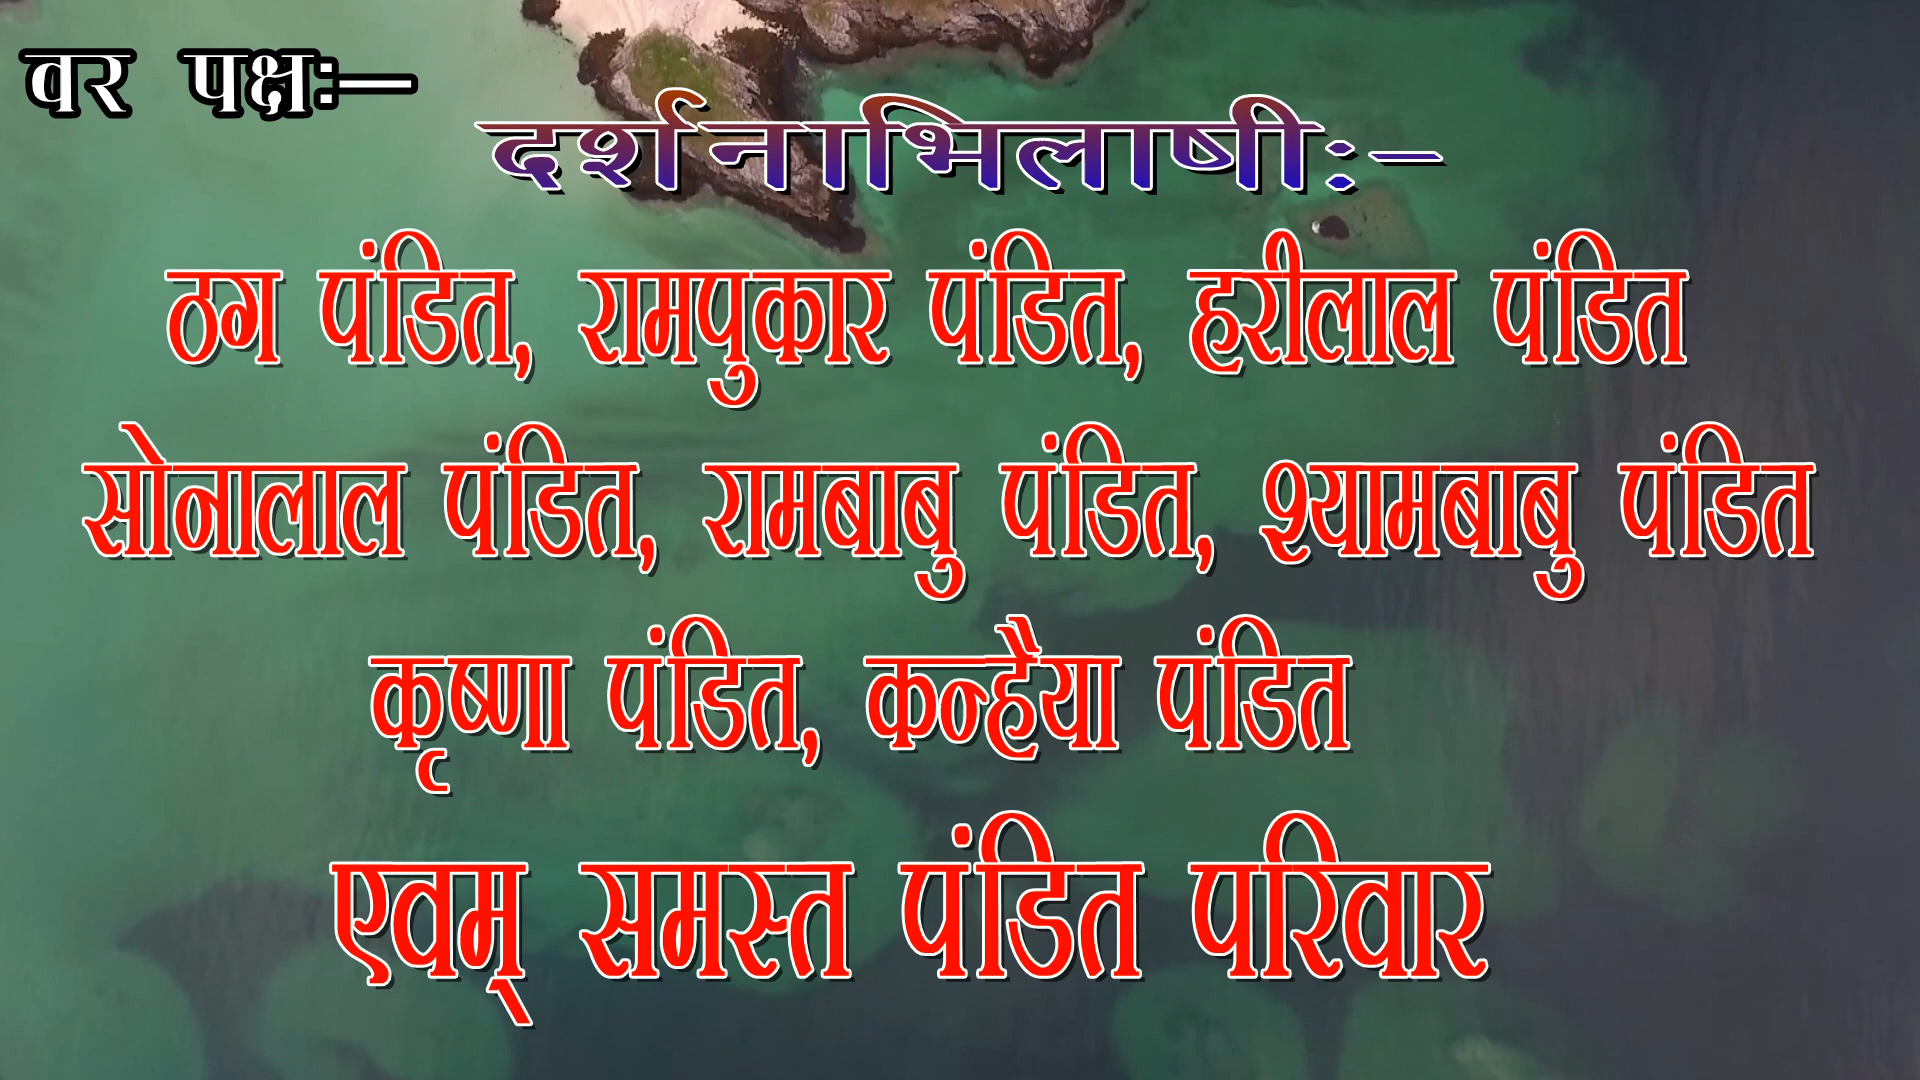 वर पक्षः–
दर्शनाभिलाषीः–
ठग पंडित, रामपुकार पंडित, हरीलाल पंडित
सोनालाल पंडित, रामबाबु पंडित, श्यामबाबु पंडित
कृष्णा पंडित, कन्हैया पंडित
एवम् समस्त पंडित परिवार